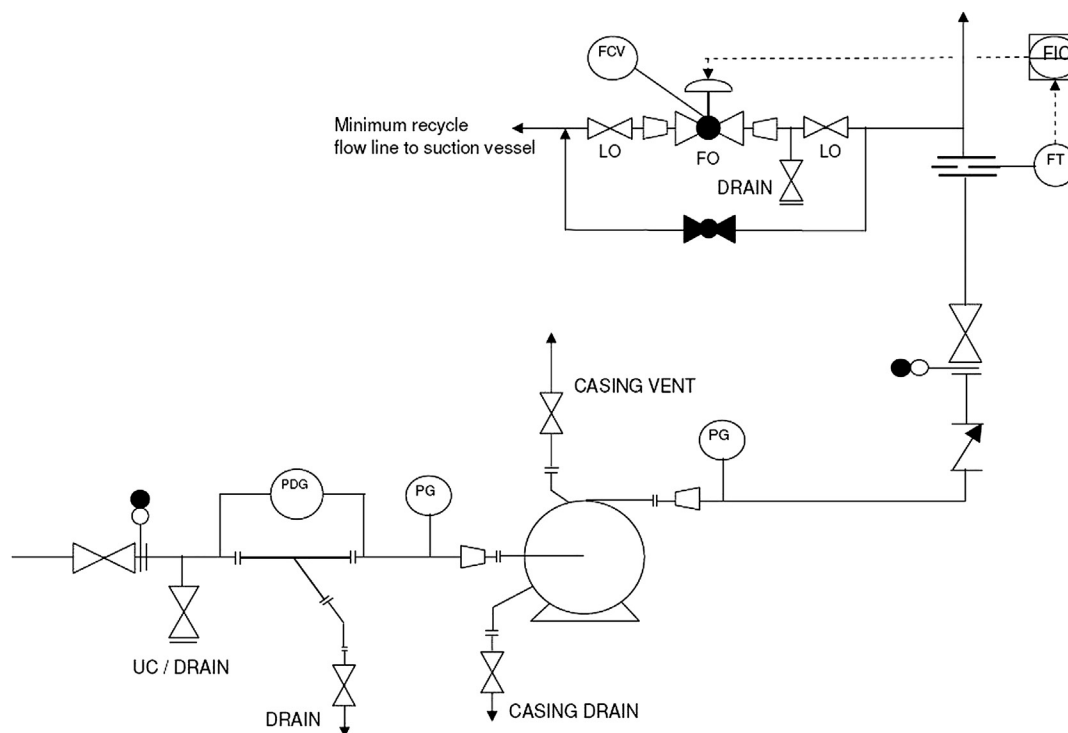 FCV
FIC
Minimum recycle
flow line to suction vessel
LO
FO
LO
FT
DRAIN
CASING VENT
PG
PDG
PG
UC / DRAIN
DRAIN
CASING DRAIN